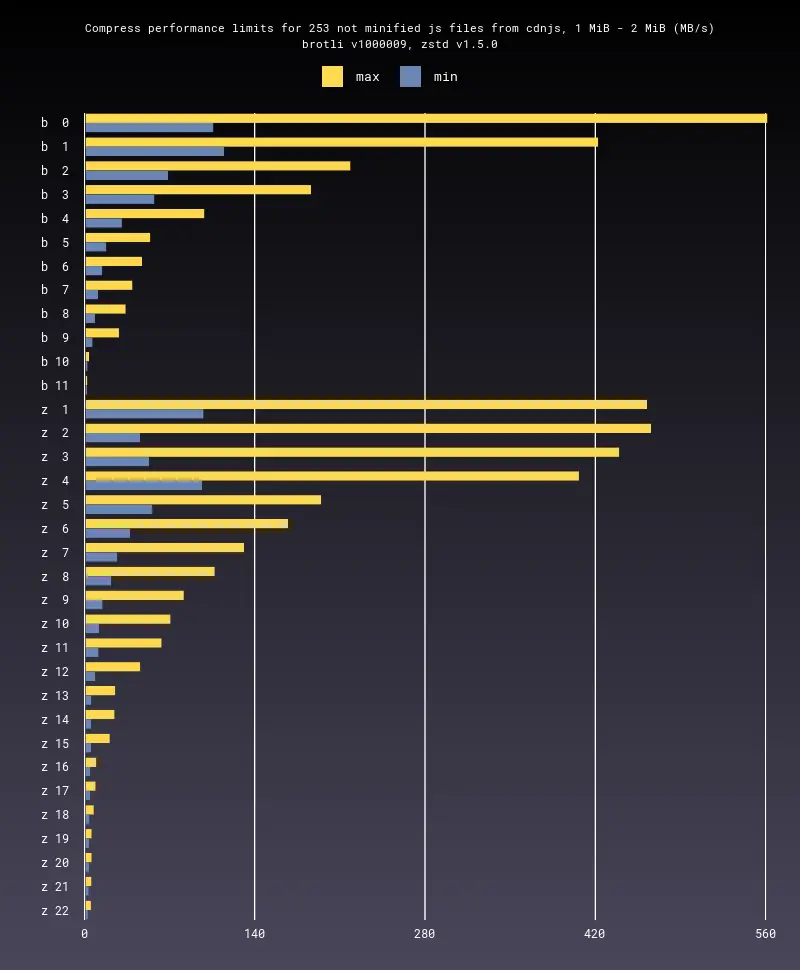 Compress performance limits for 253 not minified js files from cdnjs, 1 MiB - 2 MiB (MB/s)
brotli v1000009, zstd v1.5.0
max min
b 0
b 1
b 2
b 3
b 4
b 5
b 6
b 7
b 8
b 9
b 10
b 11
z 1
z 2
z 3
z 4
z 5
z 6
z 7
z 8
z 9
z 10
z 11
z 12
z 13
z 14
z 15
z 16
z 17
z 18
z 19
z 20
z 21
z 22
0 140 280 420 560